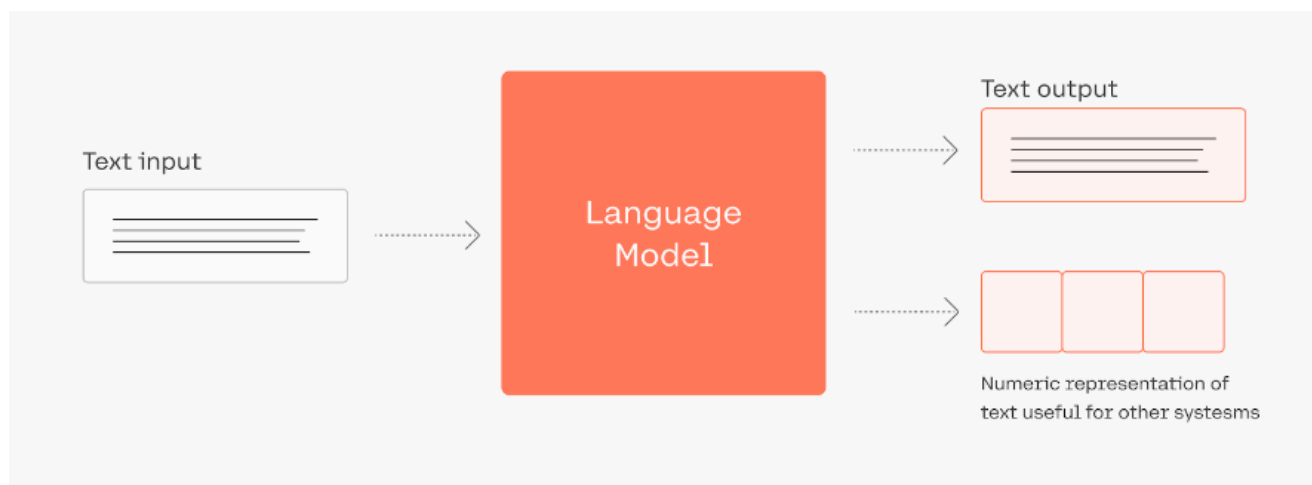 Text input
Language
Model
Text output
Numeric representation of
text useful for other systesms